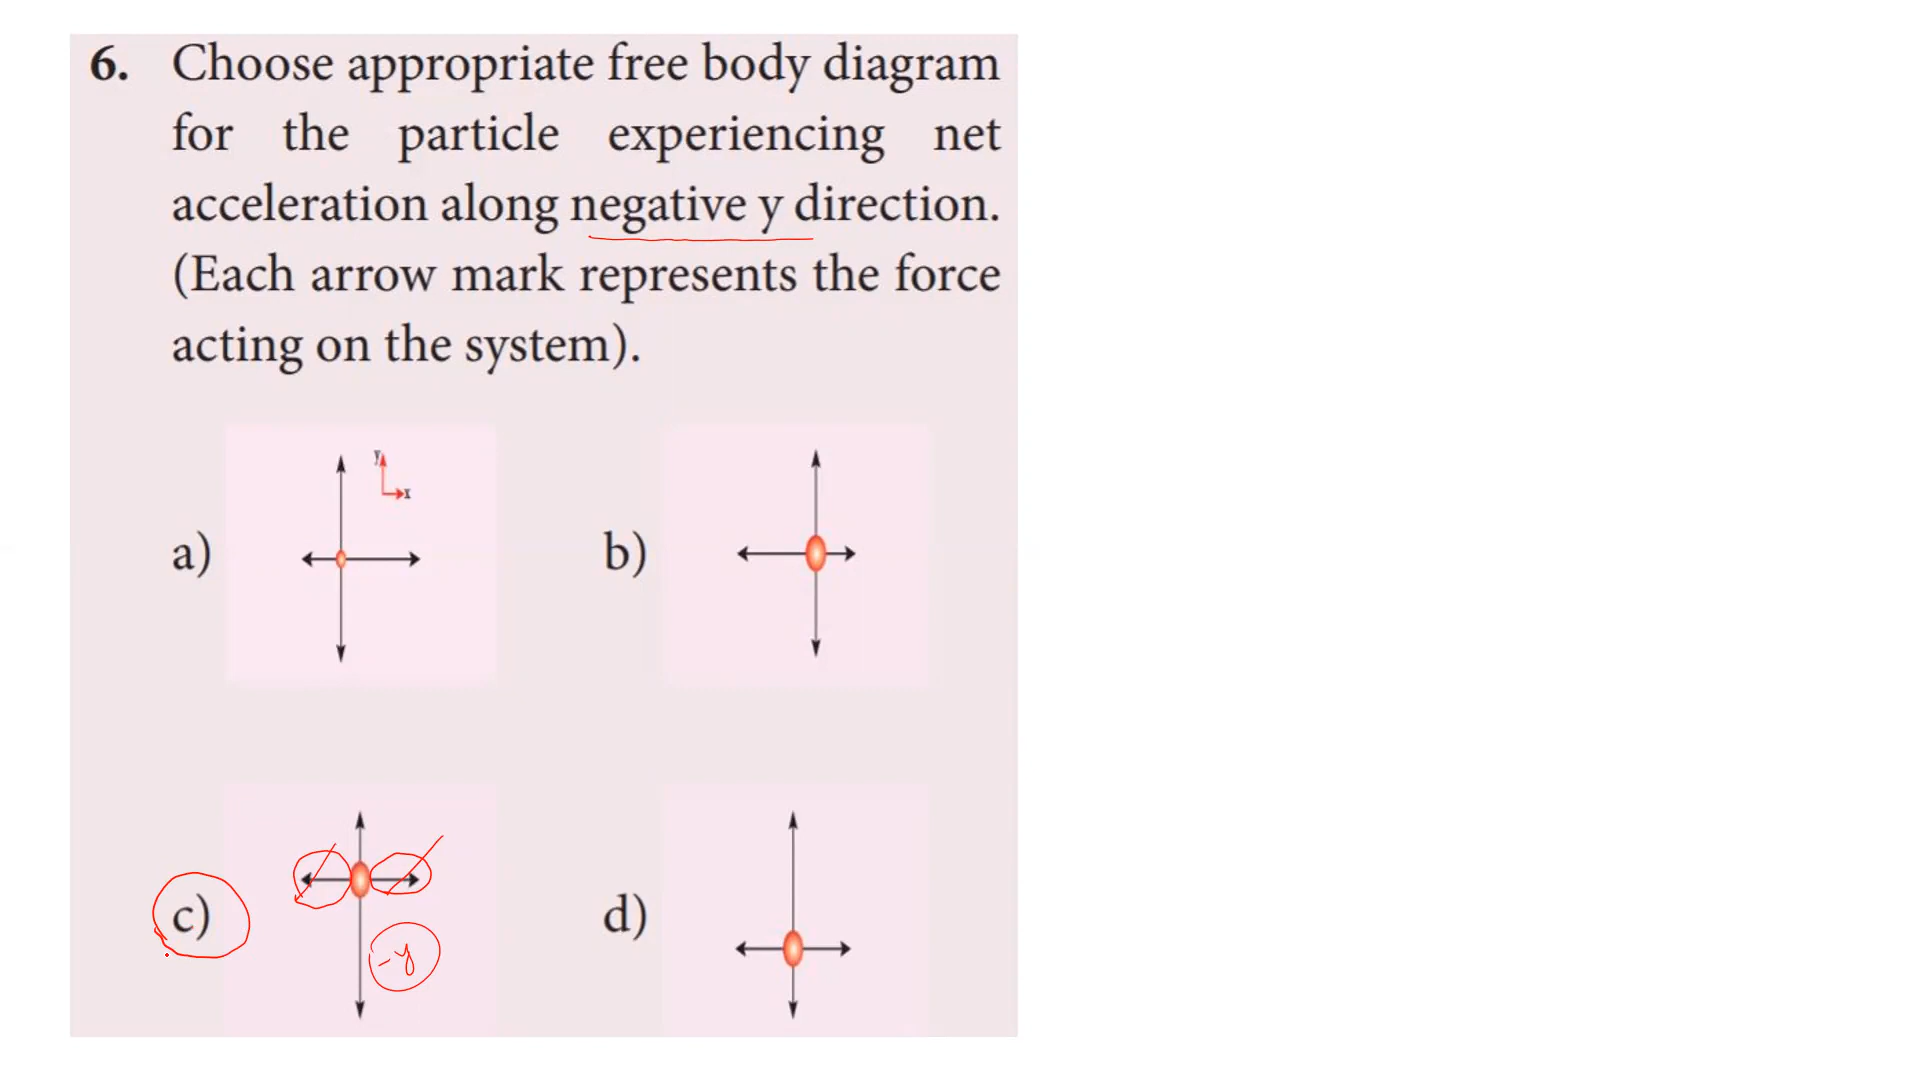 6. Choose appropriate free body diagram
for the particle experiencing net
acceleration along negative y direction.
(Each arrow mark represents the force
acting on the system).
y
x
a)
b)
c)
-y
d)